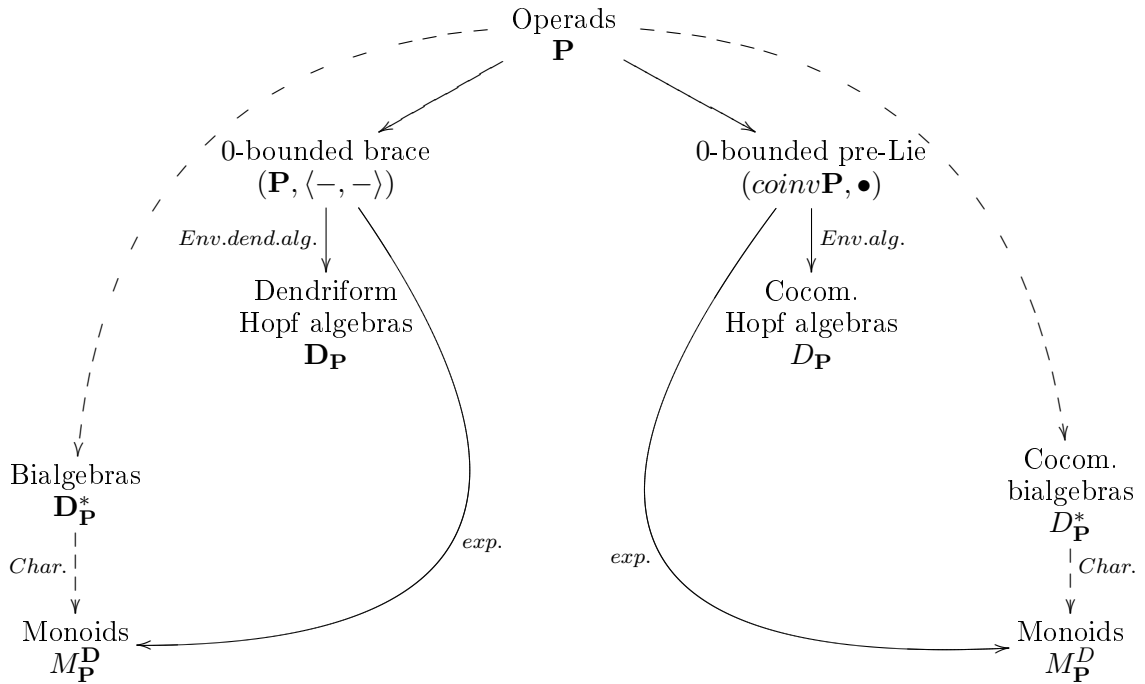 Operads
P
0-bounded brace
(P, ⟨−, −⟩)
0-bounded pre-Lie
(coinvP, •)
Env.dend.alg.
Env.alg.
Dendriform
Hopf algebras
D_P
Cocom.
Hopf algebras
D_P
Bialgebras
D*_P
Cocom.
bialgebras
D*_P
exp.
exp.
Char.
Char.
Monoids
M^D_P
Monoids
M^D_P